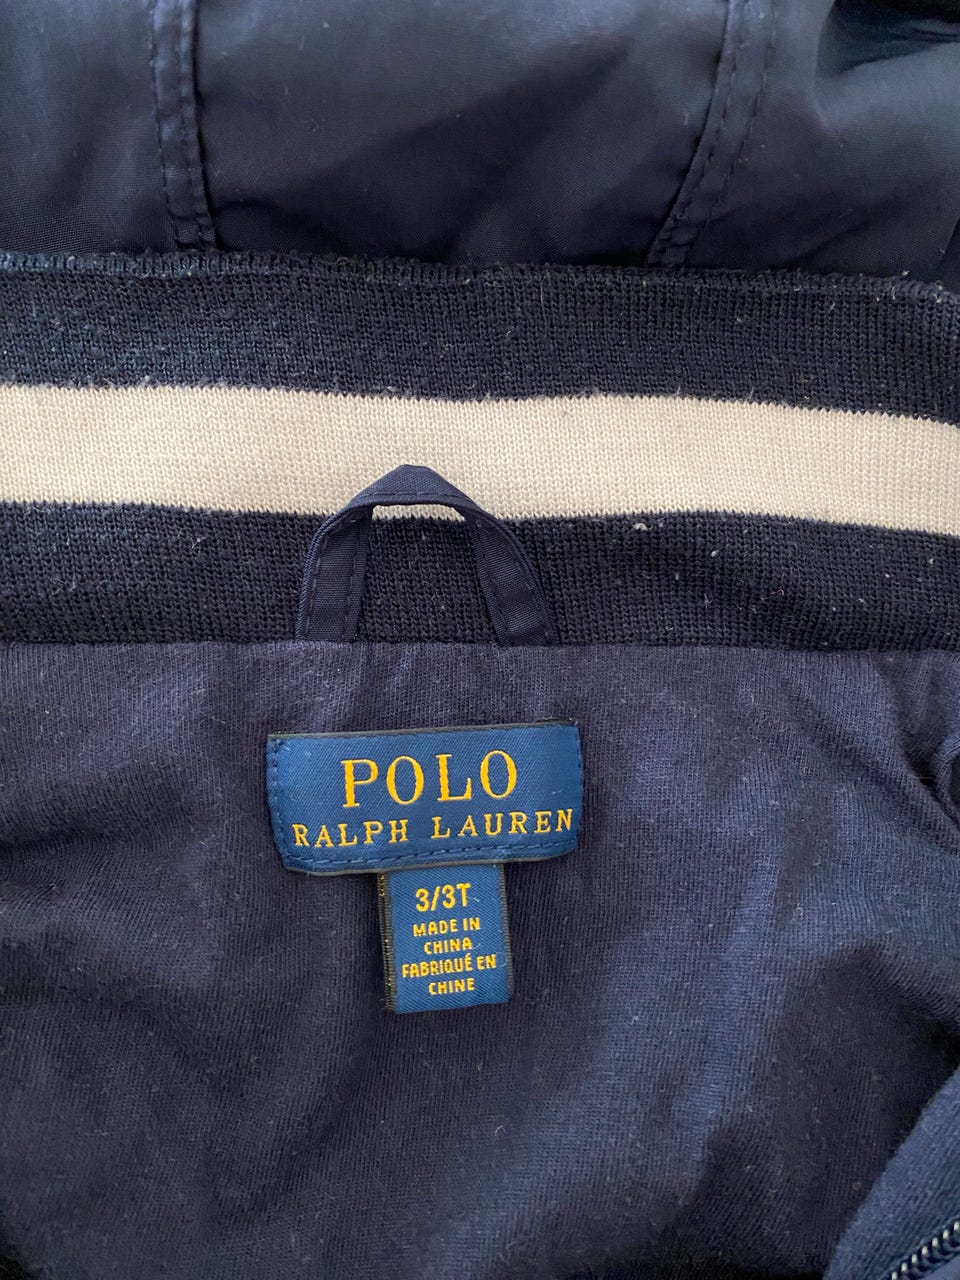 POLO
RALPH LAUREN
3/3T
MADE IN
CHINA
FABRIQUÉ EN
CHINE